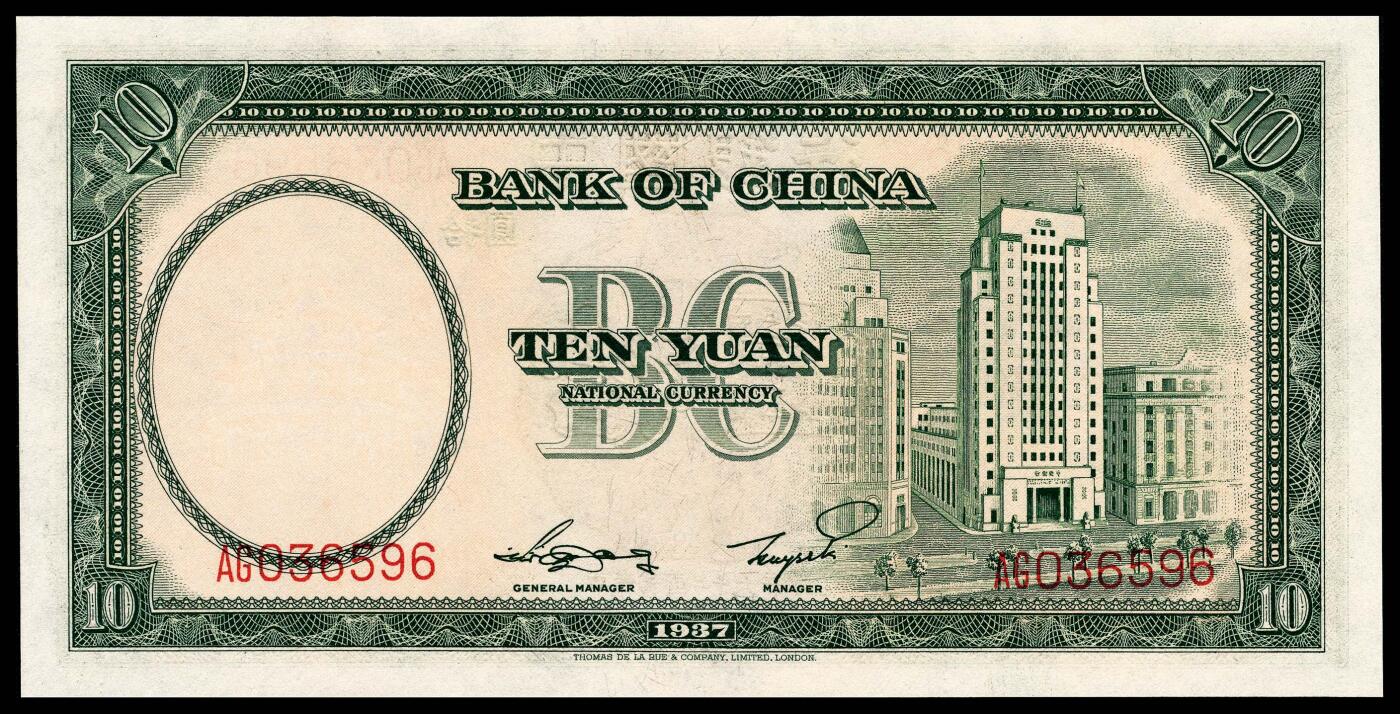 10 10
BANK OF CHINA
BC
TEN YUAN
NATIONAL CURRENCY
AG036596 AG036596
GENERAL MANAGER MANAGER
10 10
1937
THOMAS DE LA RUE & COMPANY, LIMITED, LONDON.